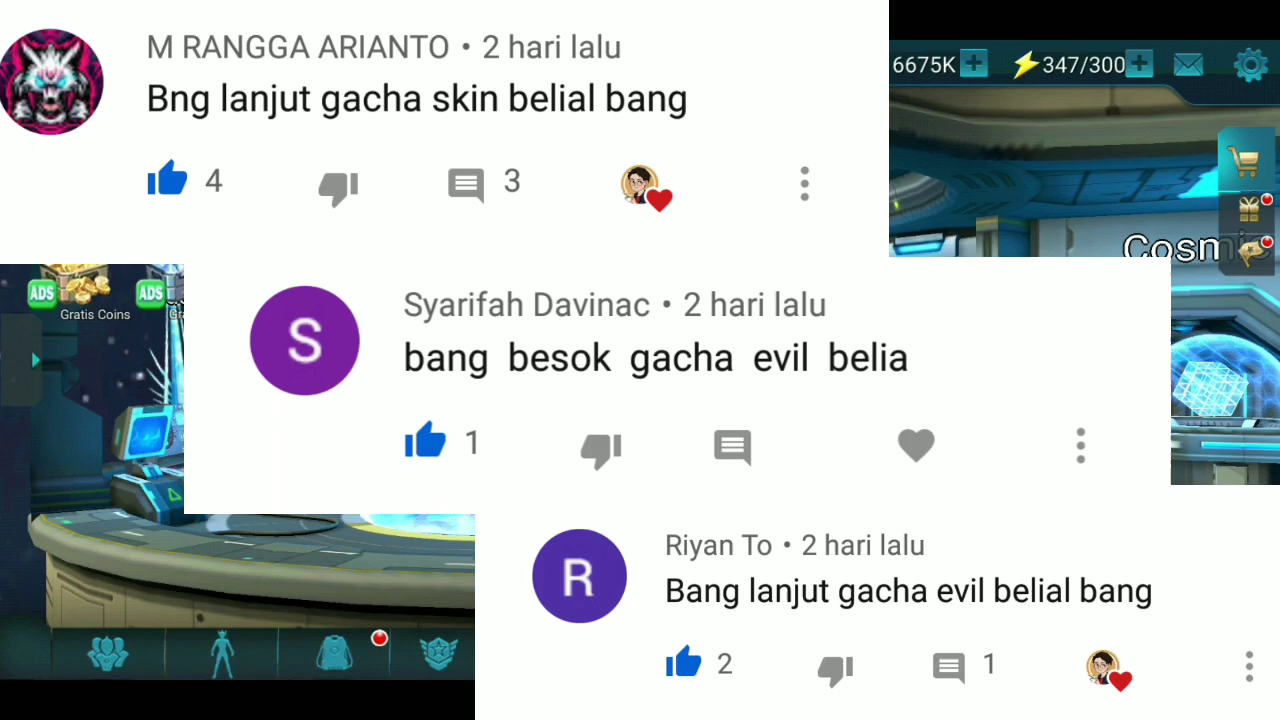 M RANGGA ARIANTO • 2 hari lalu
Bng lanjut gacha skin belial bang
4
3
6675K
347/300
Cosmic
ADS
ADS
Gratis Coins
Syarifah Davinac • 2 hari lalu
bang besok gacha evil belia
1
Riyan To • 2 hari lalu
Bang lanjut gacha evil belial bang
2
1
S
R